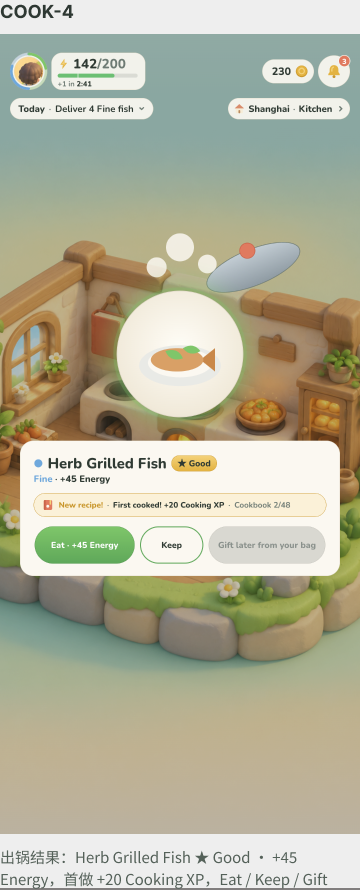 COOK-4
142/200
+1 in 2:41
230
3
Today · Deliver 4 Fine fish
Shanghai · Kitchen
Herb Grilled Fish ★ Good
Fine · +45 Energy
New recipe! · First cooked! +20 Cooking XP · Cookbook 2/48
Eat · +45 Energy
Keep
Gift later from your bag
出锅结果：Herb Grilled Fish ★ Good · +45
Energy，首做 +20 Cooking XP，Eat / Keep / Gift